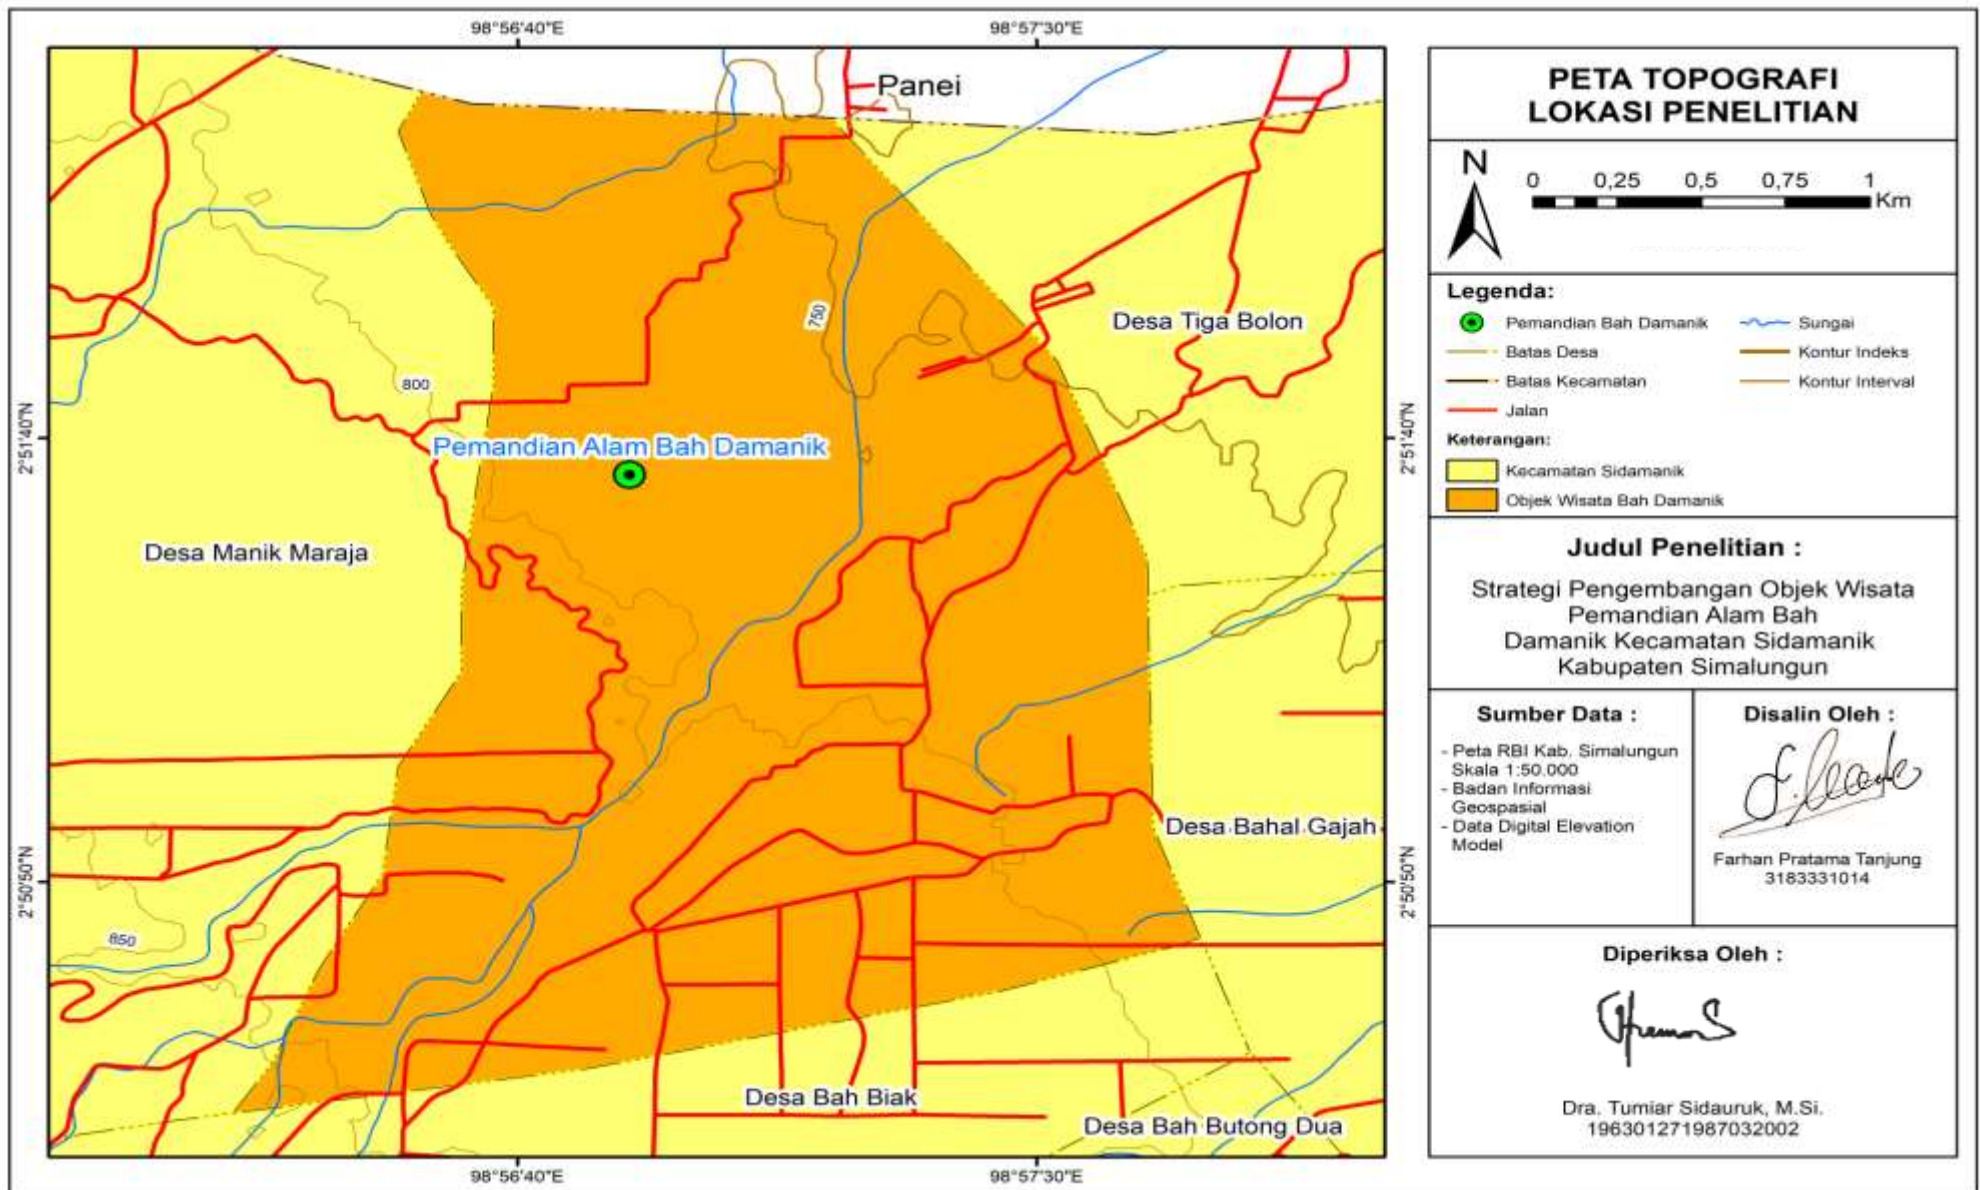 98°56'40"E
98°57'30"E
Panei
750
Desa Tiga Bolon
800
2°51'40"N
2°51'40"N
Pemandian Alam Bah Damanik
Desa Manik Maraja
Desa Bahal Gajah
2°50'50"N
2°50'50"N
850
Desa Bah Biak
Desa Bah Butong Dua
98°56'40"E
98°57'30"E
PETA TOPOGRAFI
LOKASI PENELITIAN
N
0 0,25 0,5 0,75 1
Km
Legenda:
Pemandian Bah Damanik
Sungai
Batas Desa
Kontur Indeks
Batas Kecamatan
Kontur Interval
Jalan
Keterangan:
Kecamatan Sidamanik
Objek Wisata Bah Damanik
Judul Penelitian :
Strategi Pengembangan Objek Wisata
Pemandian Alam Bah
Damanik Kecamatan Sidamanik
Kabupaten Simalungun
Sumber Data :
- Peta RBI Kab. Simalungun
Skala 1:50.000
- Badan Informasi
Geospasial
- Data Digital Elevation
Model
Disalin Oleh :
Farhan Pratama Tanjung
3183331014
Diperiksa Oleh :
Dra. Tumiar Sidauruk, M.Si.
196301271987032002